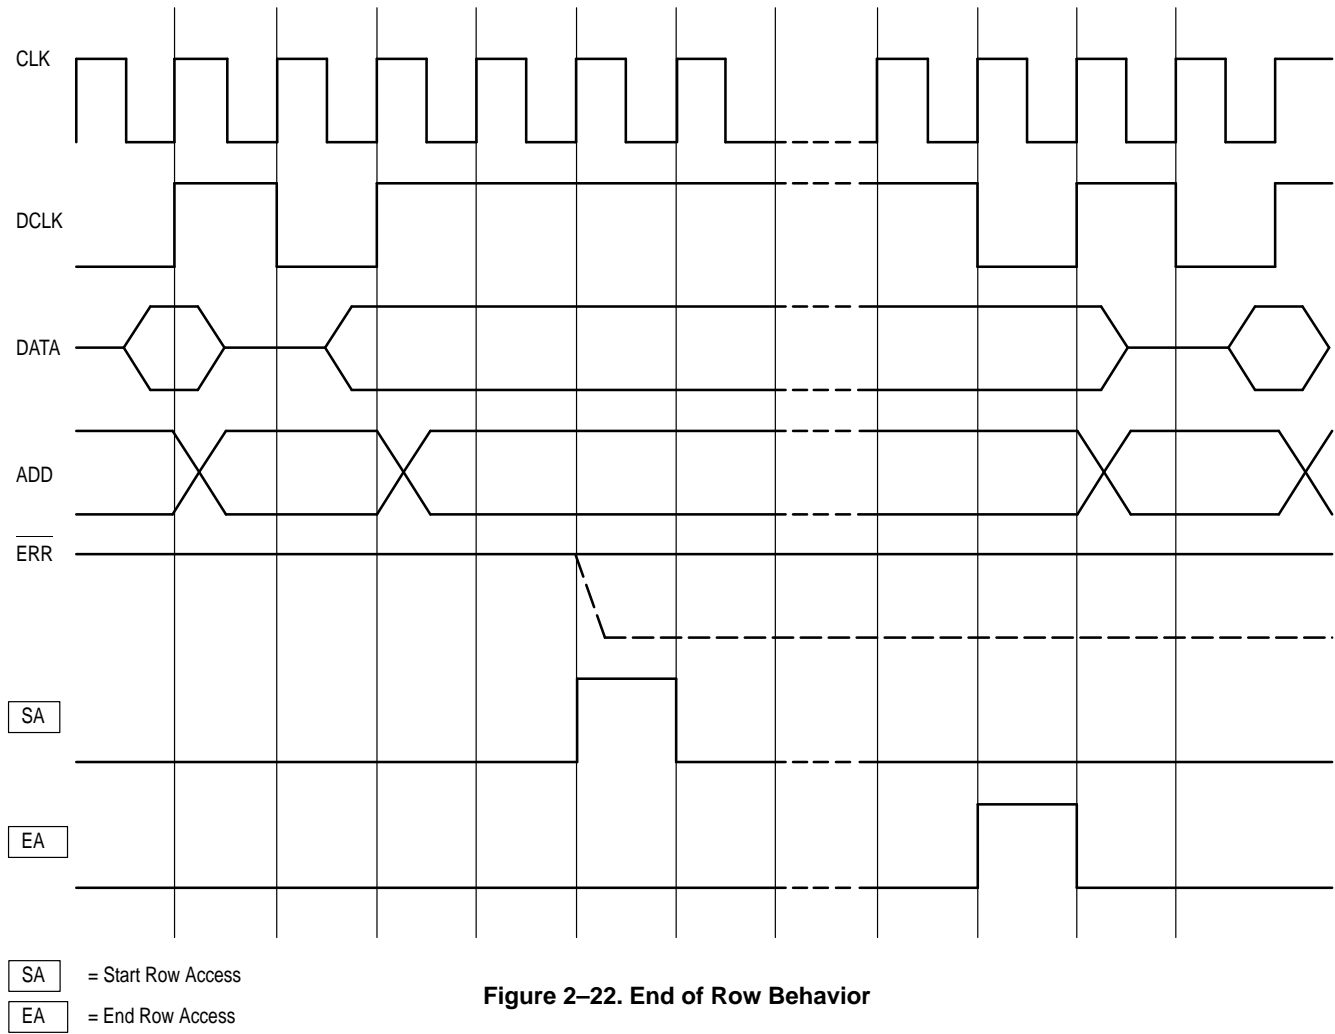 CLK
DCLK
DATA
ADD
ERR
SA
EA
SA = Start Row Access
EA = End Row Access
Figure 2–22. End of Row Behavior